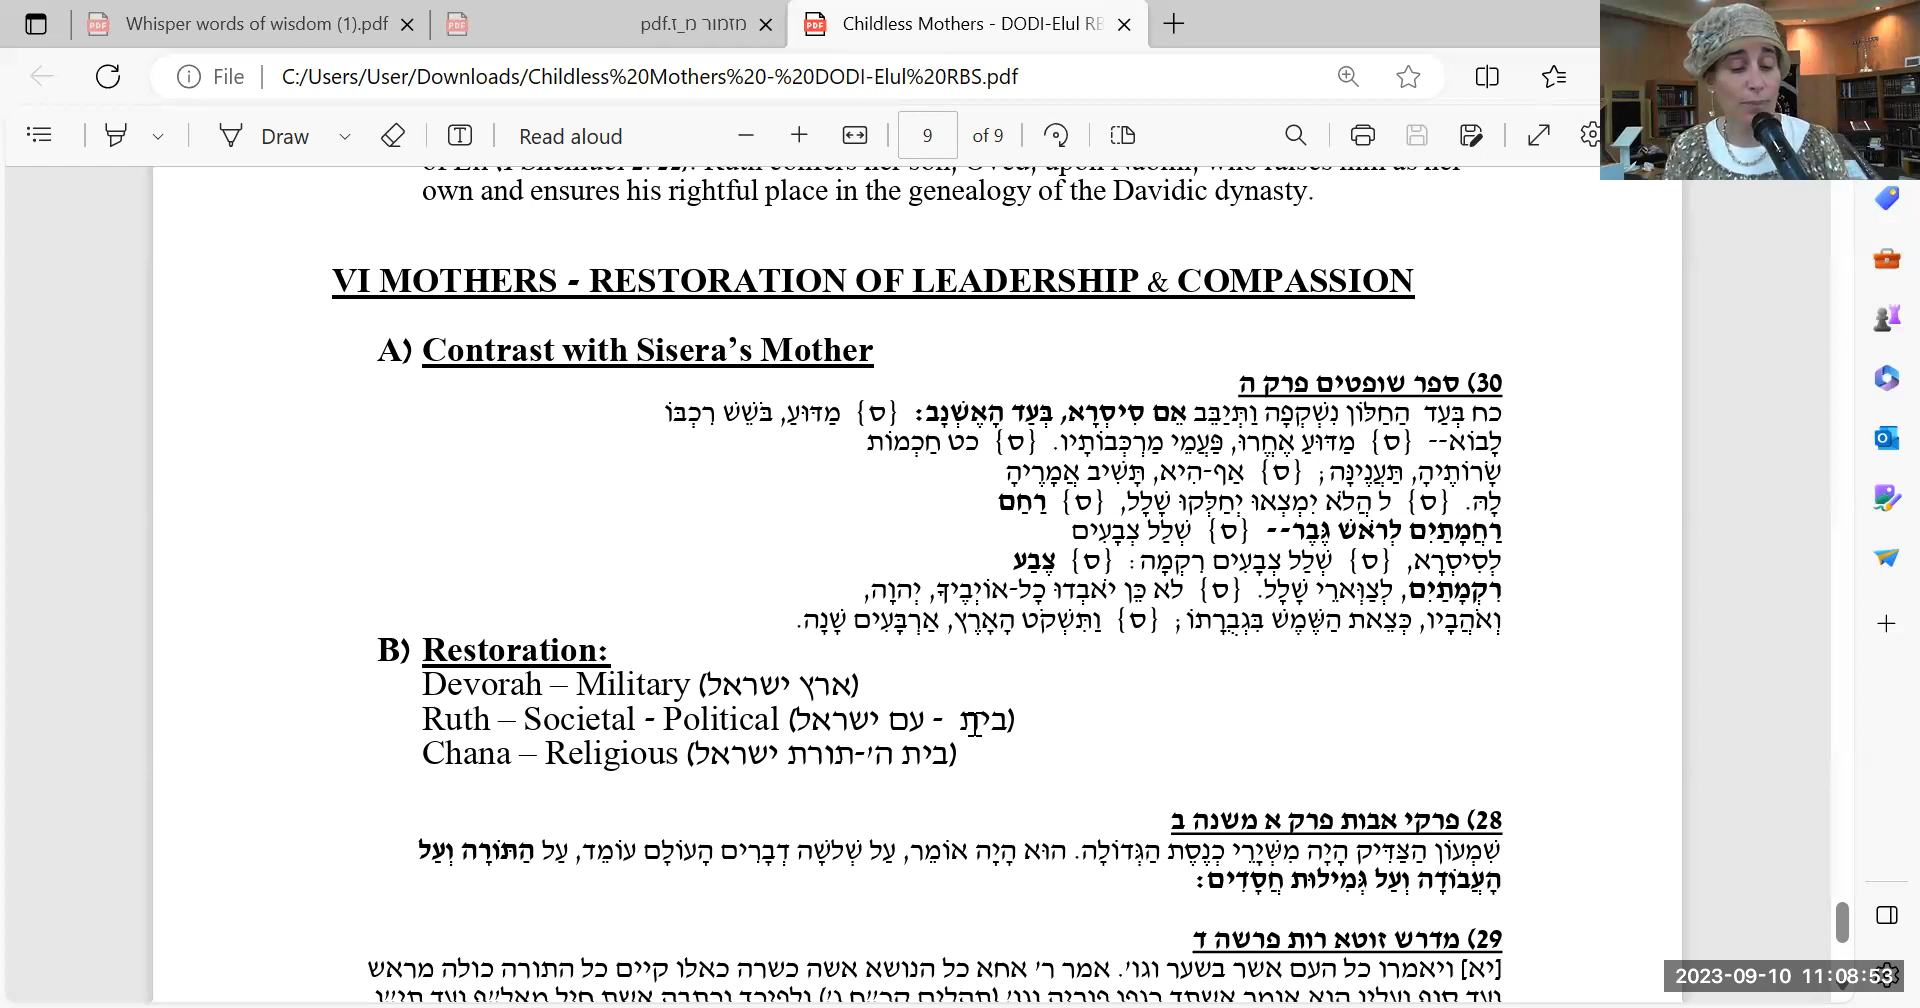 Whisper words of wisdom (1).pdf
מזמור מ_ז.pdf
Childless Mothers - DODI-Elul RBS
File
C:/Users/User/Downloads/Childless%20Mothers%20-%20DODI-Elul%20RBS.pdf
Draw
Read aloud
9 of 9
own and ensures his rightful place in the genealogy of the Davidic dynasty.
VI MOTHERS - RESTORATION OF LEADERSHIP & COMPASSION
A) Contrast with Sisera's Mother
30) ספר שופטים פרק ה
כח בְּעַד הַחַלּוֹן נִשְׁקְפָה וַתְּיַבֵּב אֵם סִיסְרָא, בְּעַד הָאֶשְׁנָב: {ס} מַדּוּעַ, בֹּשֵׁשׁ רִכְבּוֹ
לָבוֹא-- {ס} מַדּוּעַ אֶחֱרוּ, פַּעֲמֵי מַרְכְּבוֹתָיו. {ס} כט חַכְמוֹת
שָׂרוֹתֶיהָ, תַּעֲנֶינָּה; {ס} אַף-הִיא, תָּשִׁיב אֲמָרֶיהָ
לָהּ. {ס} ל הֲלֹא יִמְצְאוּ יְחַלְּקוּ שָׁלָל, {ס} רַחַם
רַחֲמָתַיִם לְרֹאשׁ גֶּבֶר-- {ס} שְׁלַל צְבָעִים
לְסִיסְרָא, {ס} שְׁלַל צְבָעִים רִקְמָה: {ס} צֶבַע
רִקְמָתַיִם, לְצַוְּארֵי שָׁלָל. {ס} לא כֵּן יֹאבְדוּ כָל-אוֹיְבֶיךָ, יְהוָה,
וְאֹהֲבָיו, כְּצֵאת הַשֶּׁמֶשׁ בִּגְבֻרָתוֹ; {ס} וַתִּשְׁקֹט הָאָרֶץ, אַרְבָּעִים שָׁנָה.
B) Restoration:
Devorah – Military (ארץ ישראל)
Ruth – Societal - Political (בית - עם ישראל)
Chana – Religious (בית ה'-תורת ישראל)
28) פרקי אבות פרק א משנה ב
שִׁמְעוֹן הַצַּדִּיק הָיָה מִשְּׁיָרֵי כְנֶסֶת הַגְּדוֹלָה. הוּא הָיָה אוֹמֵר, עַל שְׁלשָׁה דְבָרִים הָעוֹלָם עוֹמֵד, עַל הַתּוֹרָה וְעַל
הָעֲבוֹדָה וְעַל גְּמִילוּת חֲסָדִים:
29) מדרש זוטא רות פרשה ד
[יא] ויאמרו כל העם אשר בשער וגו'. אמר ר' אחא כל הנושא אשה כשרה כאלו קיים כל התורה כולה מראש
2023-09-10 11:08:53